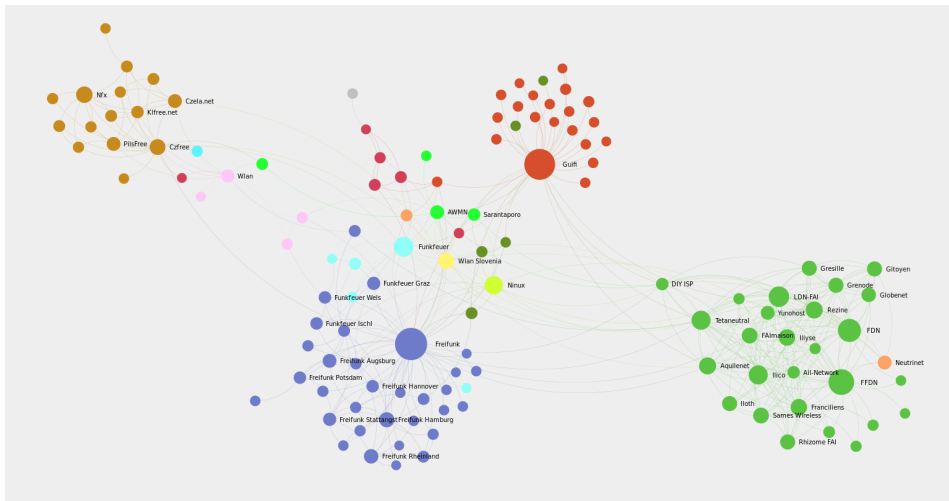 Nfx
Czela.net
Klfree.net
PilsFree
Czfree
Wlan
Guifi
AWMN
Sarantaporo
Funkfeuer
Wlan Slovenia
Funkfeuer Graz
Ninux
Funkfeuer Wels
Funkfeuer Ischl
Freifunk
Freifunk Augsburg
Freifunk Potsdam
Freifunk Hannover
Freifunk Stattangst
Freifunk Hamburg
Freifunk Rheinland
DIY ISP
Gresille
Gitoyen
Grenode
LDN-FAI
Globenet
Yunohost
Rezine
Tetaneutral
FDN
FAImaison
Illyse
Neutrinet
Aquilenet
Ilico
All-Network
FFDN
Iloth
Franciliens
Sames Wireless
Rhizome FAI